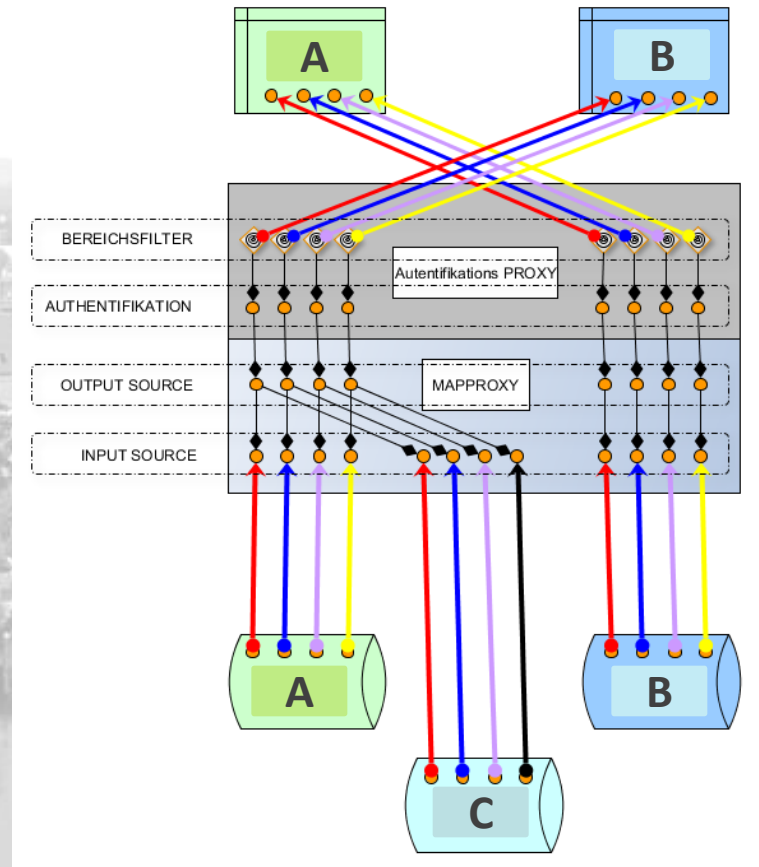 A
B
BEREICHSFILTER
Autentifikations PROXY
AUTHENTIFIKATION
OUTPUT SOURCE
MAPPROXY
INPUT SOURCE
A
B
C